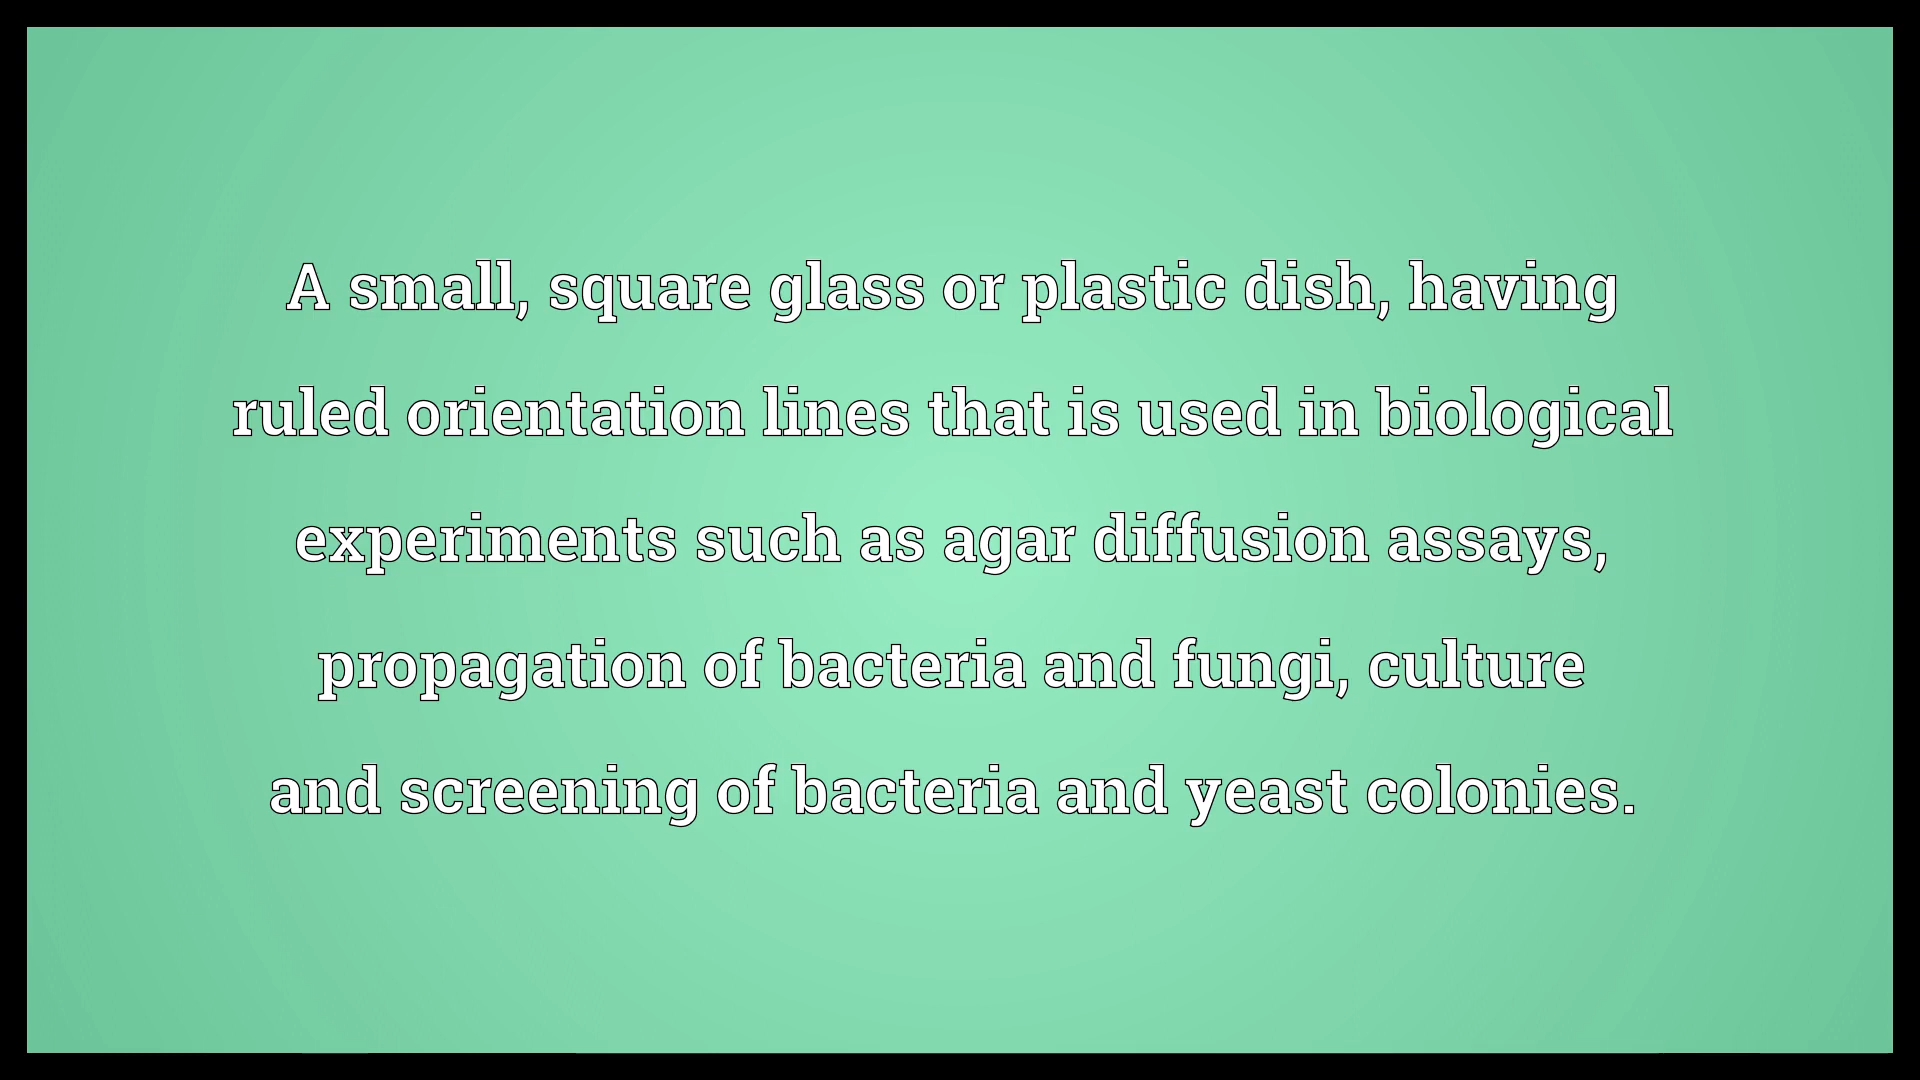 A small, square glass or plastic dish, having
ruled orientation lines that is used in biological
experiments such as agar diffusion assays,
propagation of bacteria and fungi, culture
and screening of bacteria and yeast colonies.